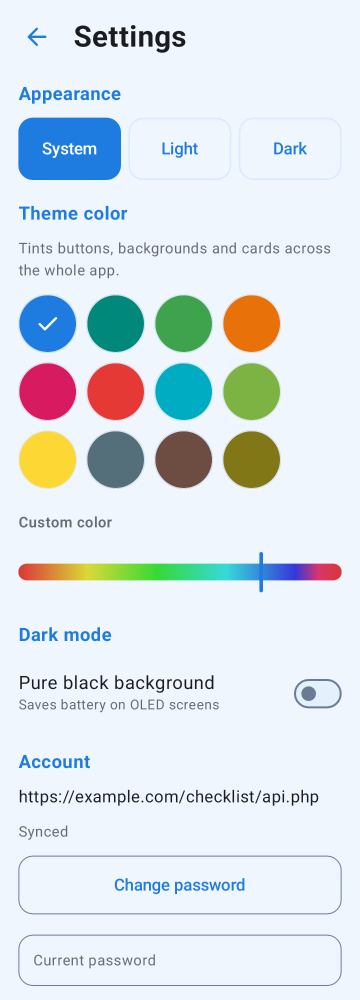 Settings
Appearance
System
Light
Dark
Theme color
Tints buttons, backgrounds and cards across
the whole app.
Custom color
Dark mode
Pure black background
Saves battery on OLED screens
Account
https://example.com/checklist/api.php
Synced
Change password
Current password